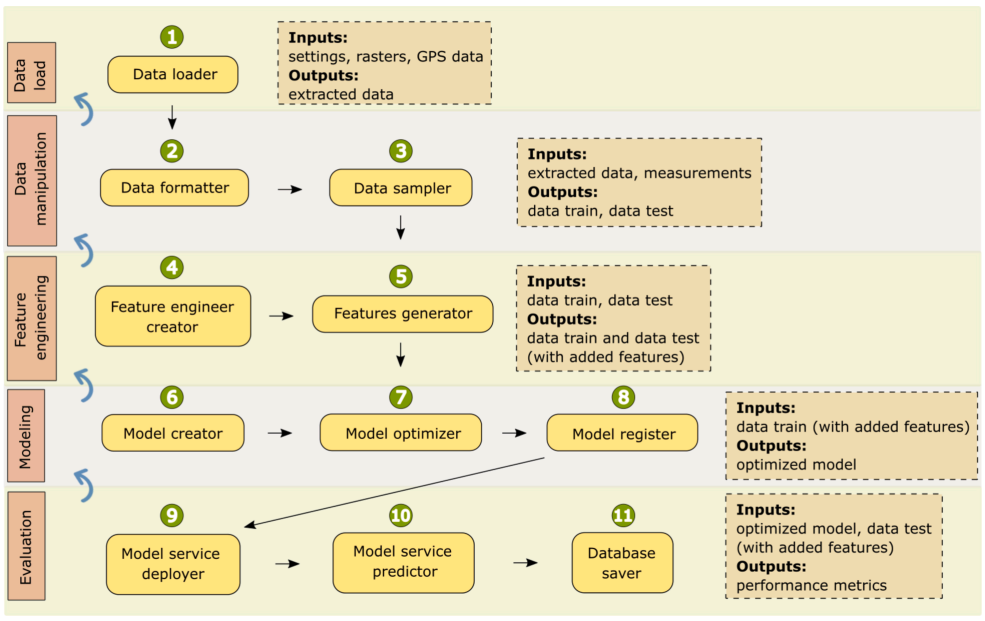 Data
load
1
Data loader
Inputs:
settings, rasters, GPS data
Outputs:
extracted data
Data
manipulation
2
Data formatter
3
Data sampler
Inputs:
extracted data, measurements
Outputs:
data train, data test
Feature
engineering
4
Feature engineer
creator
5
Features generator
Inputs:
data train, data test
Outputs:
data train and data test
(with added features)
Modeling
6
Model creator
7
Model optimizer
8
Model register
Inputs:
data train (with added features)
Outputs:
optimized model
Evaluation
9
Model service
deployer
10
Model service
predictor
11
Database
saver
Inputs:
optimized model, data test
(with added features)
Outputs:
performance metrics